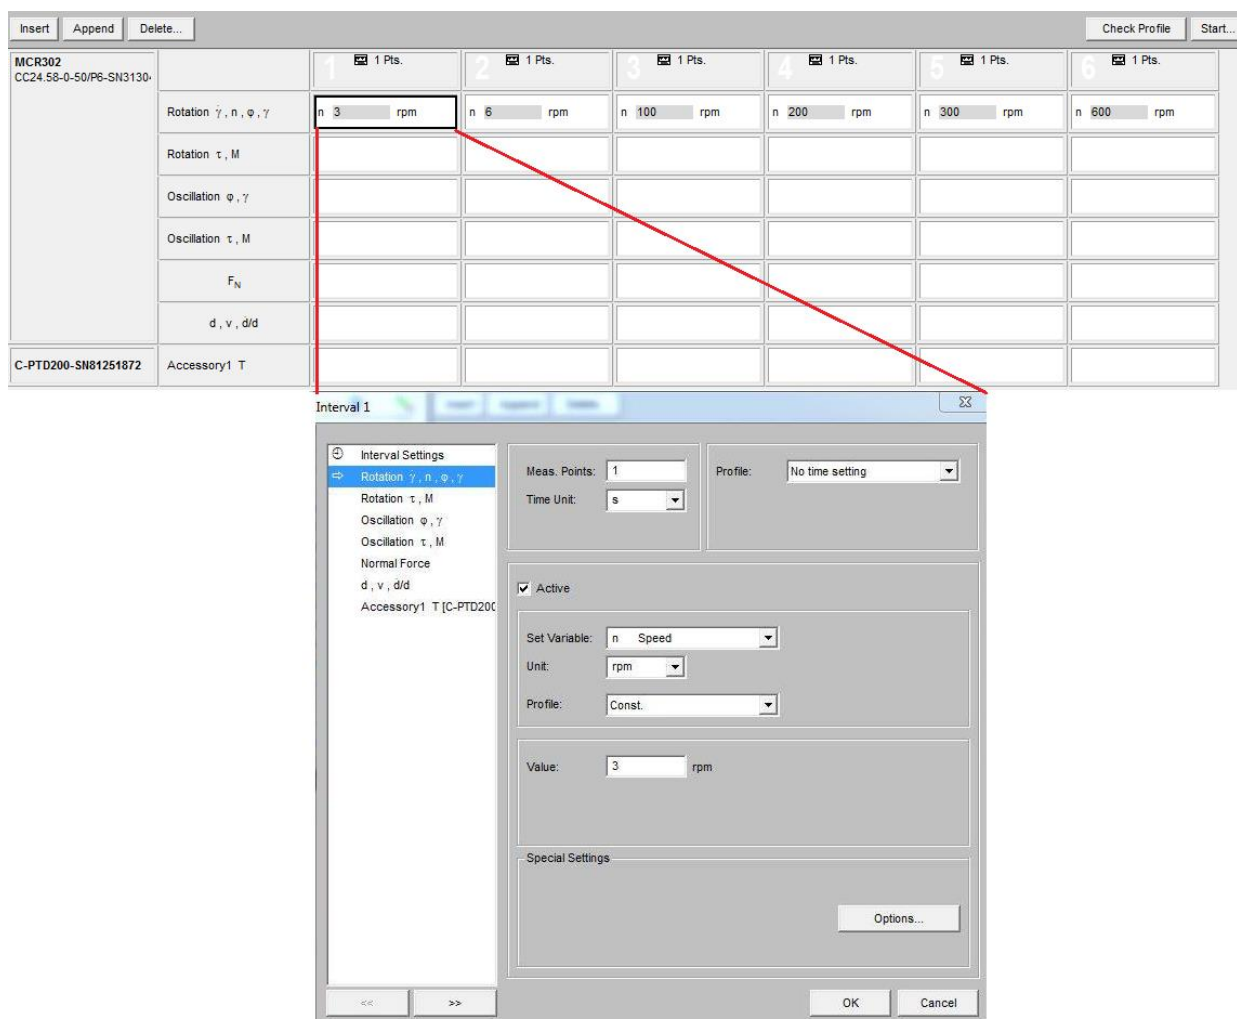 Insert Append Delete... Check Profile Start...
MCR302
CC24.58-0-50/P6-SN3130
1 1 Pts. 2 1 Pts. 3 1 Pts. 4 1 Pts. 5 1 Pts. 6 1 Pts.
Rotation γ̇ , n , φ , γ n 3 rpm n 6 rpm n 100 rpm n 200 rpm n 300 rpm n 600 rpm
Rotation τ , M
Oscillation φ , γ
Oscillation τ , M
FN
d , v , ḋ/d
C-PTD200-SN81251872 Accessory1 T
Interval 1
Interval Settings
Rotation γ̇ , n , φ , γ
Rotation τ , M
Oscillation φ , γ
Oscillation τ , M
Normal Force
d , v , ḋ/d
Accessory1 T [C-PTD200
Meas. Points: 1
Time Unit: s
Profile: No time setting
Active
Set Variable: n Speed
Unit: rpm
Profile: Const.
Value: 3 rpm
Special Settings
Options...
<< >> OK Cancel